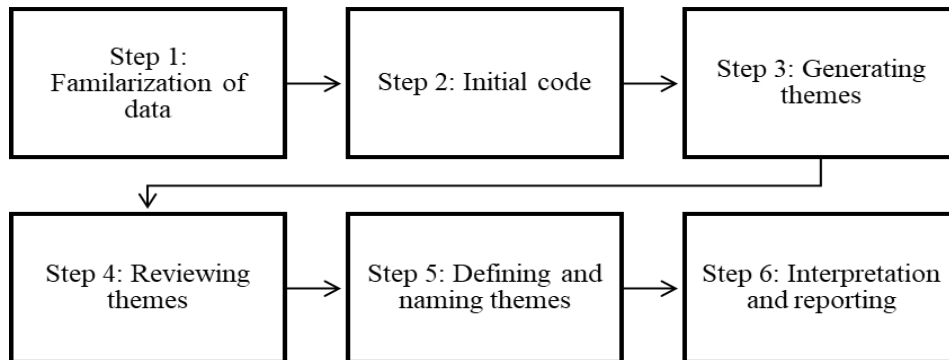 Step 1:
Familarization of
data
Step 2: Initial code
Step 3: Generating
themes
Step 4: Reviewing
themes
Step 5: Defining and
naming themes
Step 6: Interpretation
and reporting